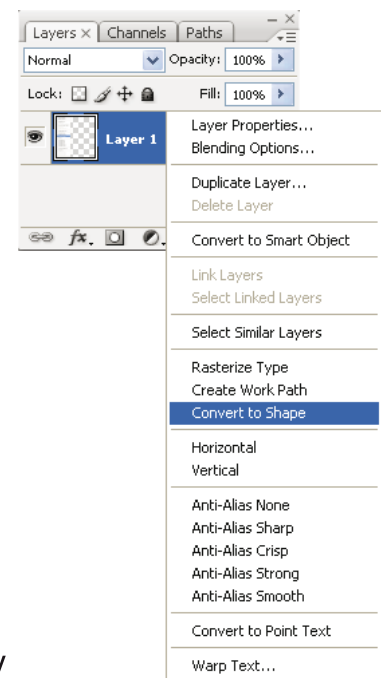 Layers × Channels Paths
Normal Opacity: 100%
Lock: Fill: 100%
Layer 1
fx.
Layer Properties...
Blending Options...
Duplicate Layer...
Delete Layer
Convert to Smart Object
Link Layers
Select Linked Layers
Select Similar Layers
Rasterize Type
Create Work Path
Convert to Shape
Horizontal
Vertical
Anti-Alias None
Anti-Alias Sharp
Anti-Alias Crisp
Anti-Alias Strong
Anti-Alias Smooth
Convert to Point Text
Warp Text...